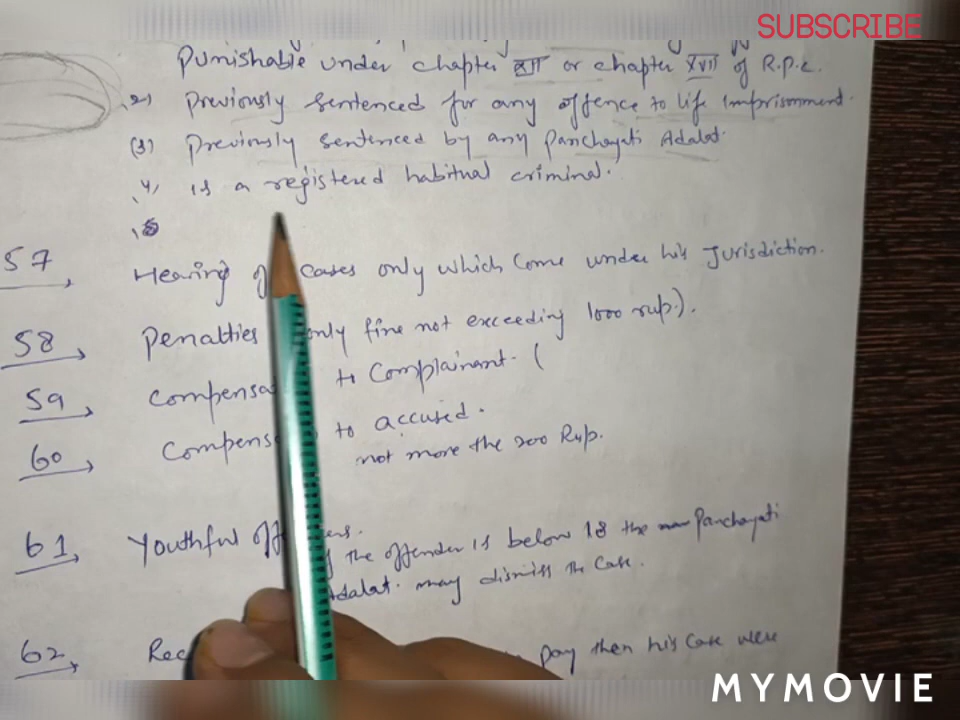 SUBSCRIBE
Punishable under chapter XII or chapter XVII of R.P.C.
(2) Previously sentenced for any offence to life imprisonment.
(3) Previously sentenced by any Panchayati Adalat.
4, is a registered habitual criminal.
57 Hearing of cases only which come under his Jurisdiction.
58 Penalties only fine not exceeding 1000 rup.).
59 Compensa to Complainant. (
60 Compens to accused.
not more the 200 Rup.
61, Youthful Off
the offender is below 18 the Panchayati
Adalat. may dismiss the case.
62 Rec pay then his case were
MYMOVIE